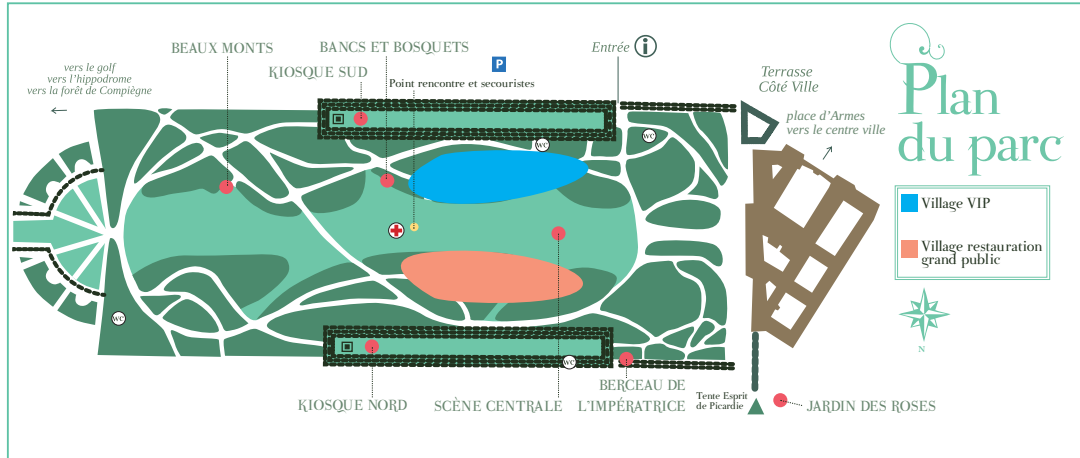 BEAUX MONTS
BANCS ET BOSQUETS
KIOSQUE SUD
P
Point rencontre et secouristes
Entrée i
vers le golf
vers l'hippodrome
vers la forêt de Compiègne
Terrasse
Côté Ville
place d'Armes
vers le centre ville
Plan
du parc
Village VIP
Village restauration
grand public
N
WC
WC
WC
WC
KIOSQUE NORD
SCÈNE CENTRALE
BERCEAU DE
L'IMPÉRATRICE
Tente Esprit
de Picardie
JARDIN DES ROSES